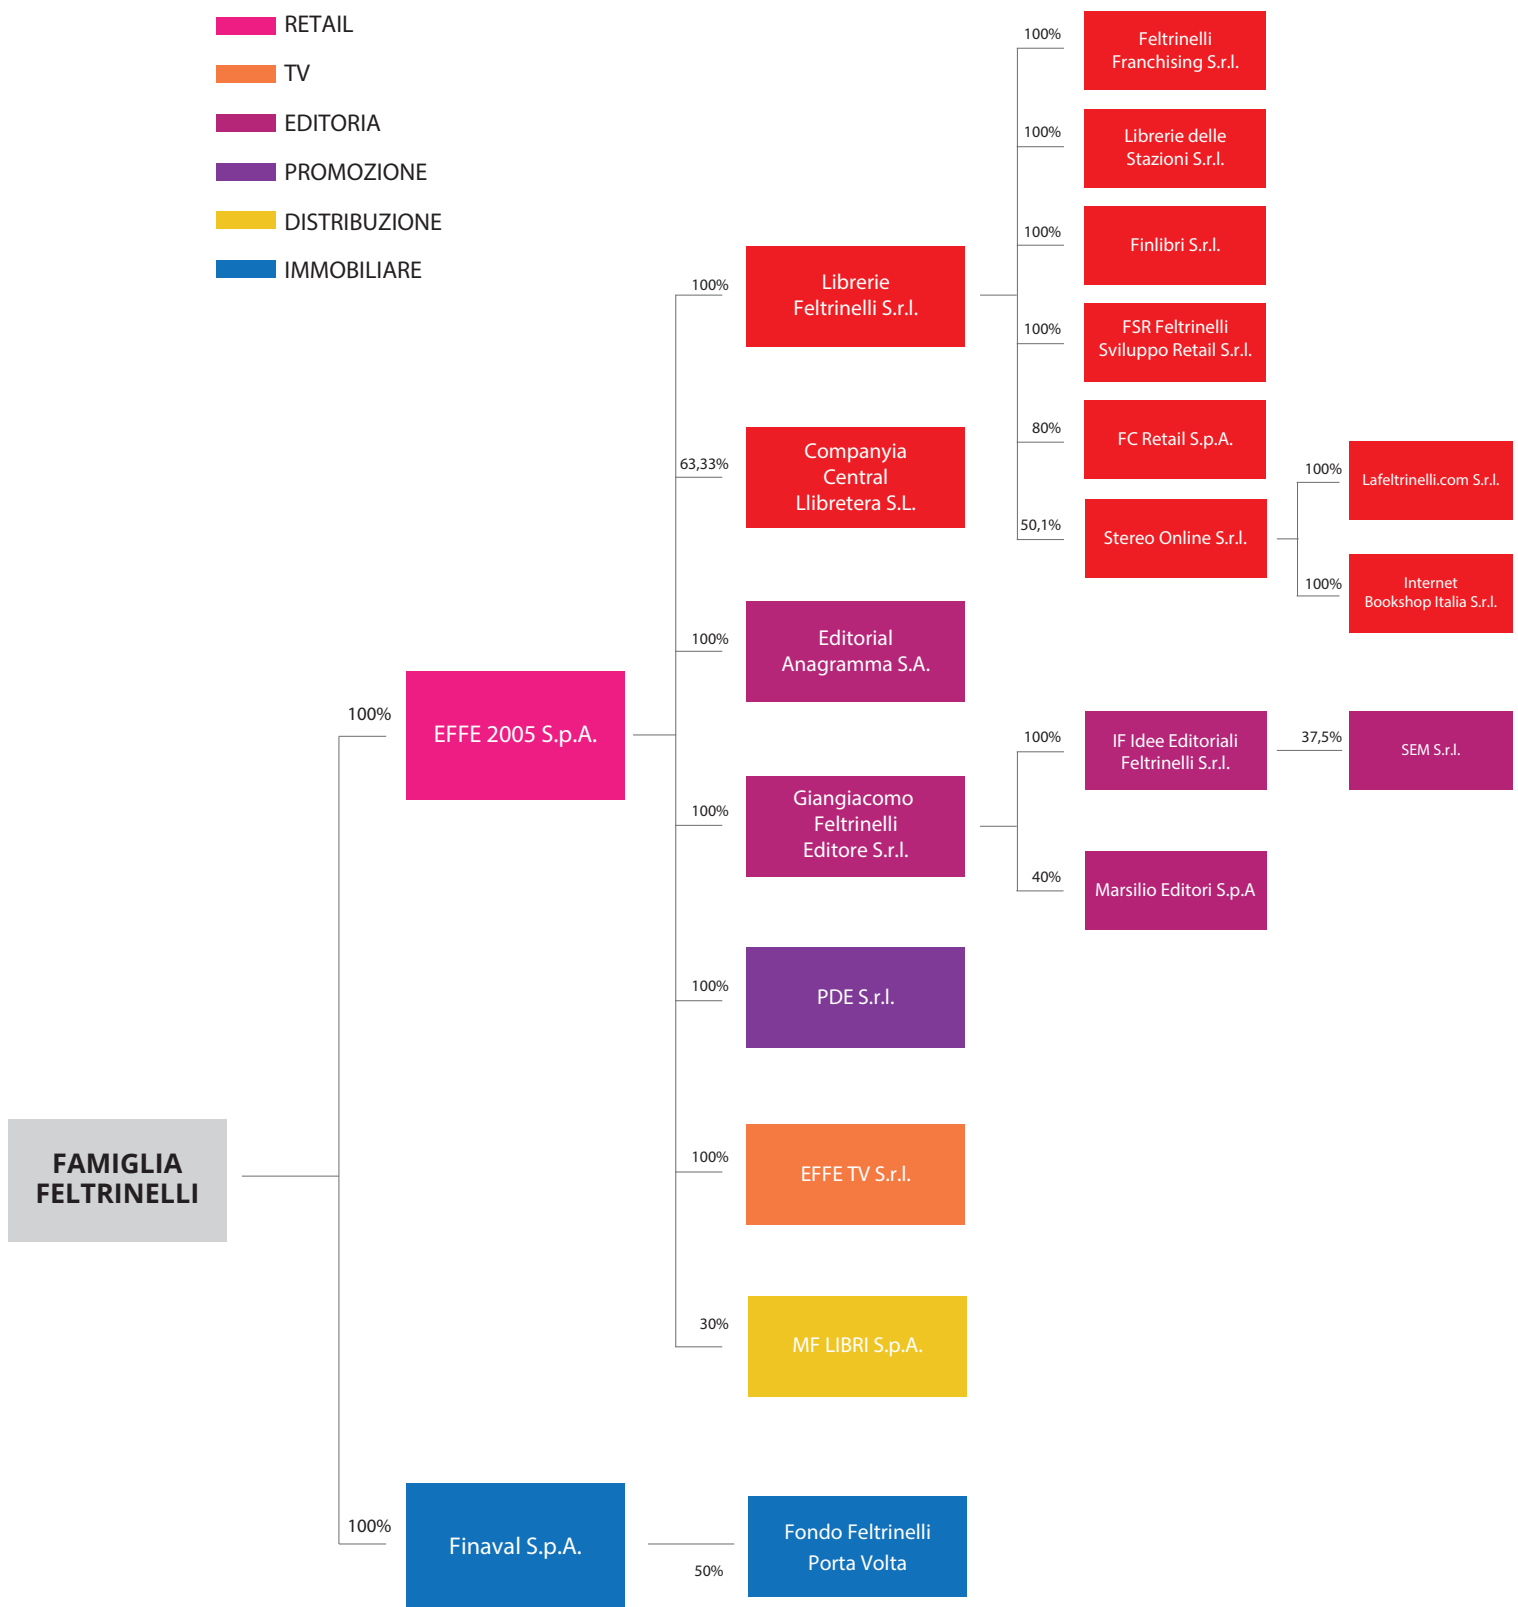 RETAIL
TV
EDITORIA
PROMOZIONE
DISTRIBUZIONE
IMMOBILIARE
FAMIGLIA
FELTRINELLI
100%
EFFE 2005 S.p.A.
100%
Finaval S.p.A.
100%
Librerie
Feltrinelli S.r.l.
63,33%
Companyia
Central
Llibretera S.L.
100%
Editorial
Anagramma S.A.
100%
Giangiacomo
Feltrinelli
Editore S.r.l.
100%
PDE S.r.l.
100%
EFFE TV S.r.l.
30%
MF LIBRI S.p.A.
50%
Fondo Feltrinelli
Porta Volta
100%
Feltrinelli
Franchising S.r.l.
100%
Librerie delle
Stazioni S.r.l.
100%
Finlibri S.r.l.
100%
FSR Feltrinelli
Sviluppo Retail S.r.l.
80%
FC Retail S.p.A.
50,1%
Stereo Online S.r.l.
100%
Lafeltrinelli.com S.r.l.
100%
Internet
Bookshop Italia S.r.l.
100%
IF Idee Editoriali
Feltrinelli S.r.l.
37,5%
SEM S.r.l.
40%
Marsilio Editori S.p.A